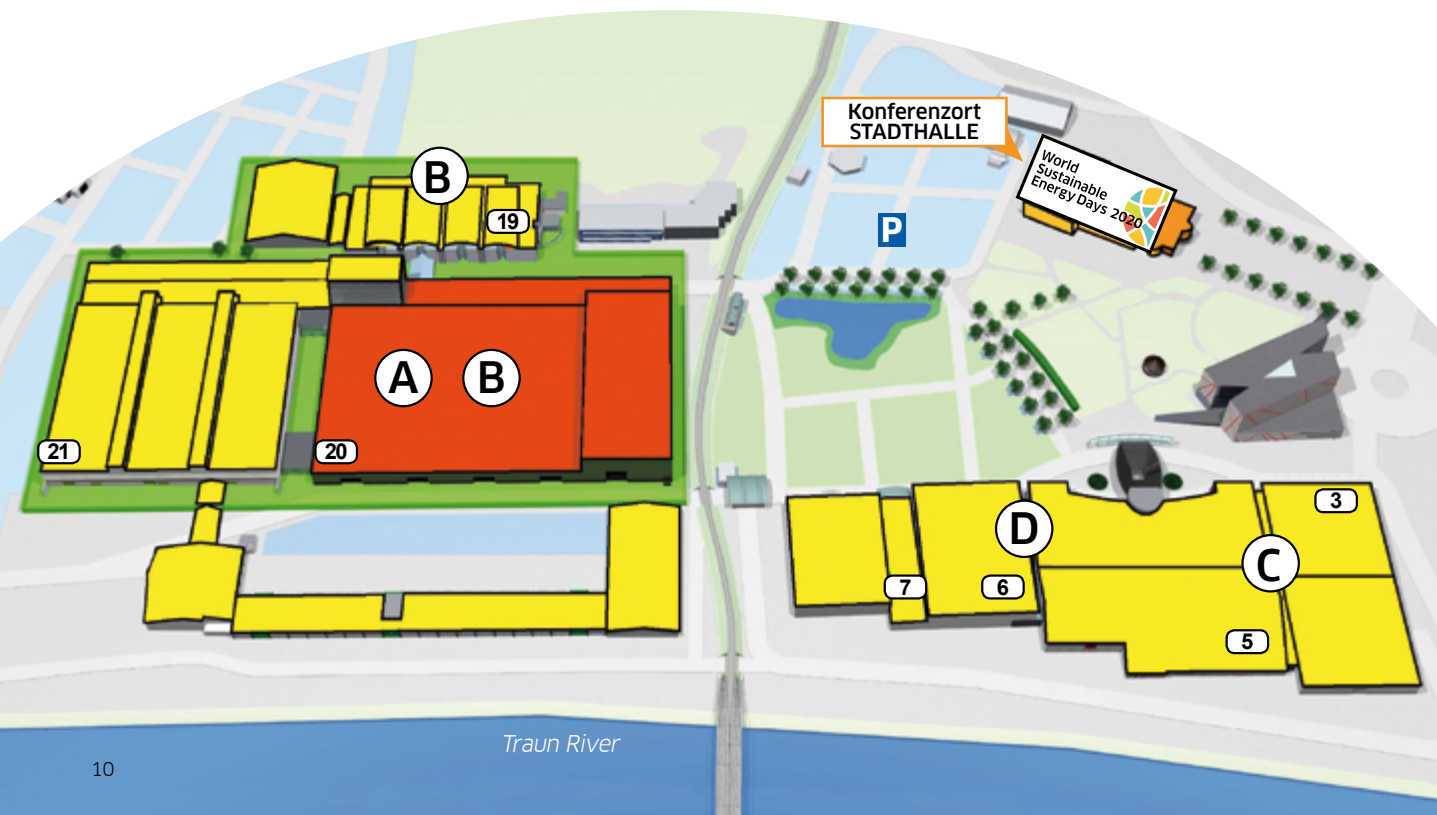 Konferenzort
STADTHALLE
World
Sustainable
Energy Days 2020
B
19
P
A
B
21
20
3
D
C
7
6
5
Traun River
10